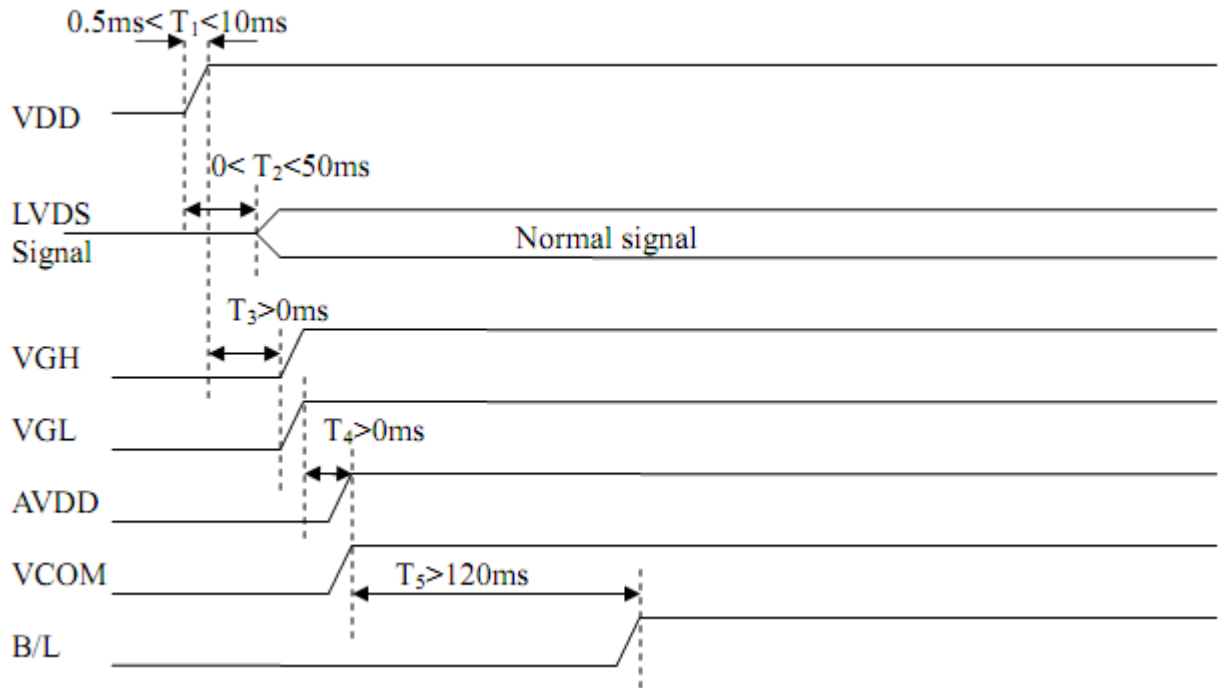 0.5ms< T₁<10ms
VDD
0< T₂<50ms
LVDS
Signal
Normal signal
T₃>0ms
VGH
VGL
T₄>0ms
AVDD
VCOM
T₅>120ms
B/L